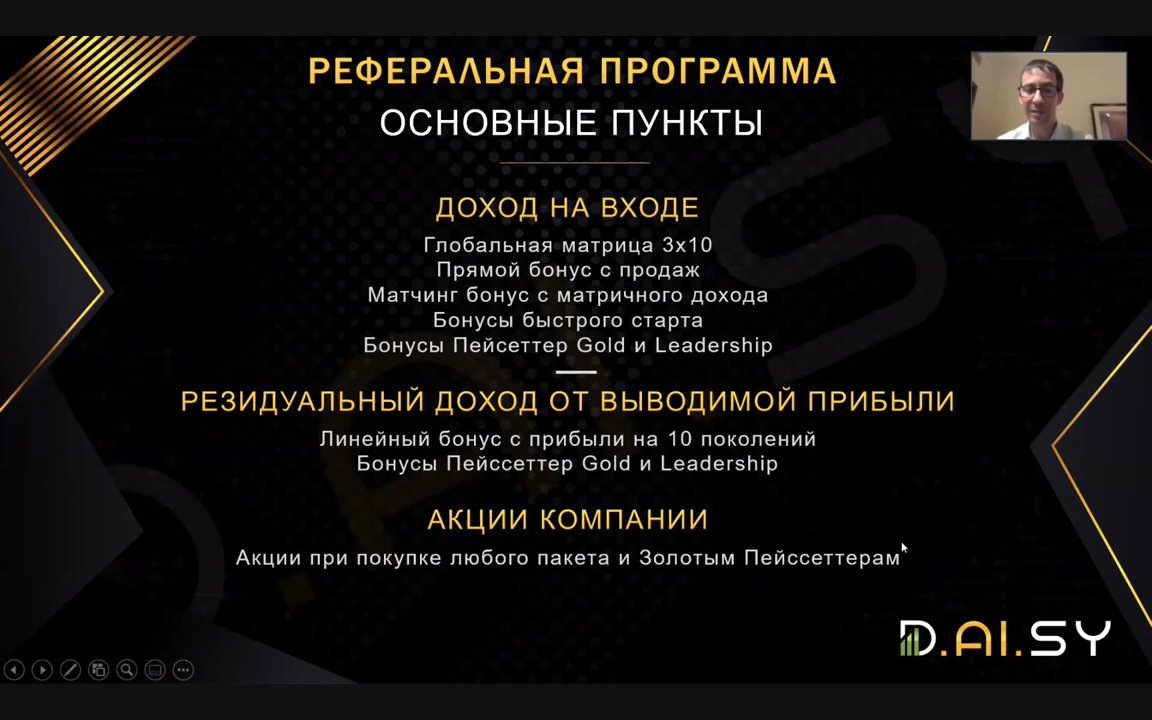 РЕФЕРАЛЬНАЯ ПРОГРАММА
ОСНОВНЫЕ ПУНКТЫ
ДОХОД НА ВХОДЕ
Глобальная матрица 3x10
Прямой бонус с продаж
Матчинг бонус с матричного дохода
Бонусы быстрого старта
Бонусы Пейсеттер Gold и Leadership
РЕЗИДУАЛЬНЫЙ ДОХОД ОТ ВЫВОДИМОЙ ПРИБЫЛИ
Линейный бонус с прибыли на 10 поколений
Бонусы Пейссеттер Gold и Leadership
АКЦИИ КОМПАНИИ
Акции при покупке любого пакета и Золотым Пейссеттерам
D.AI.SY